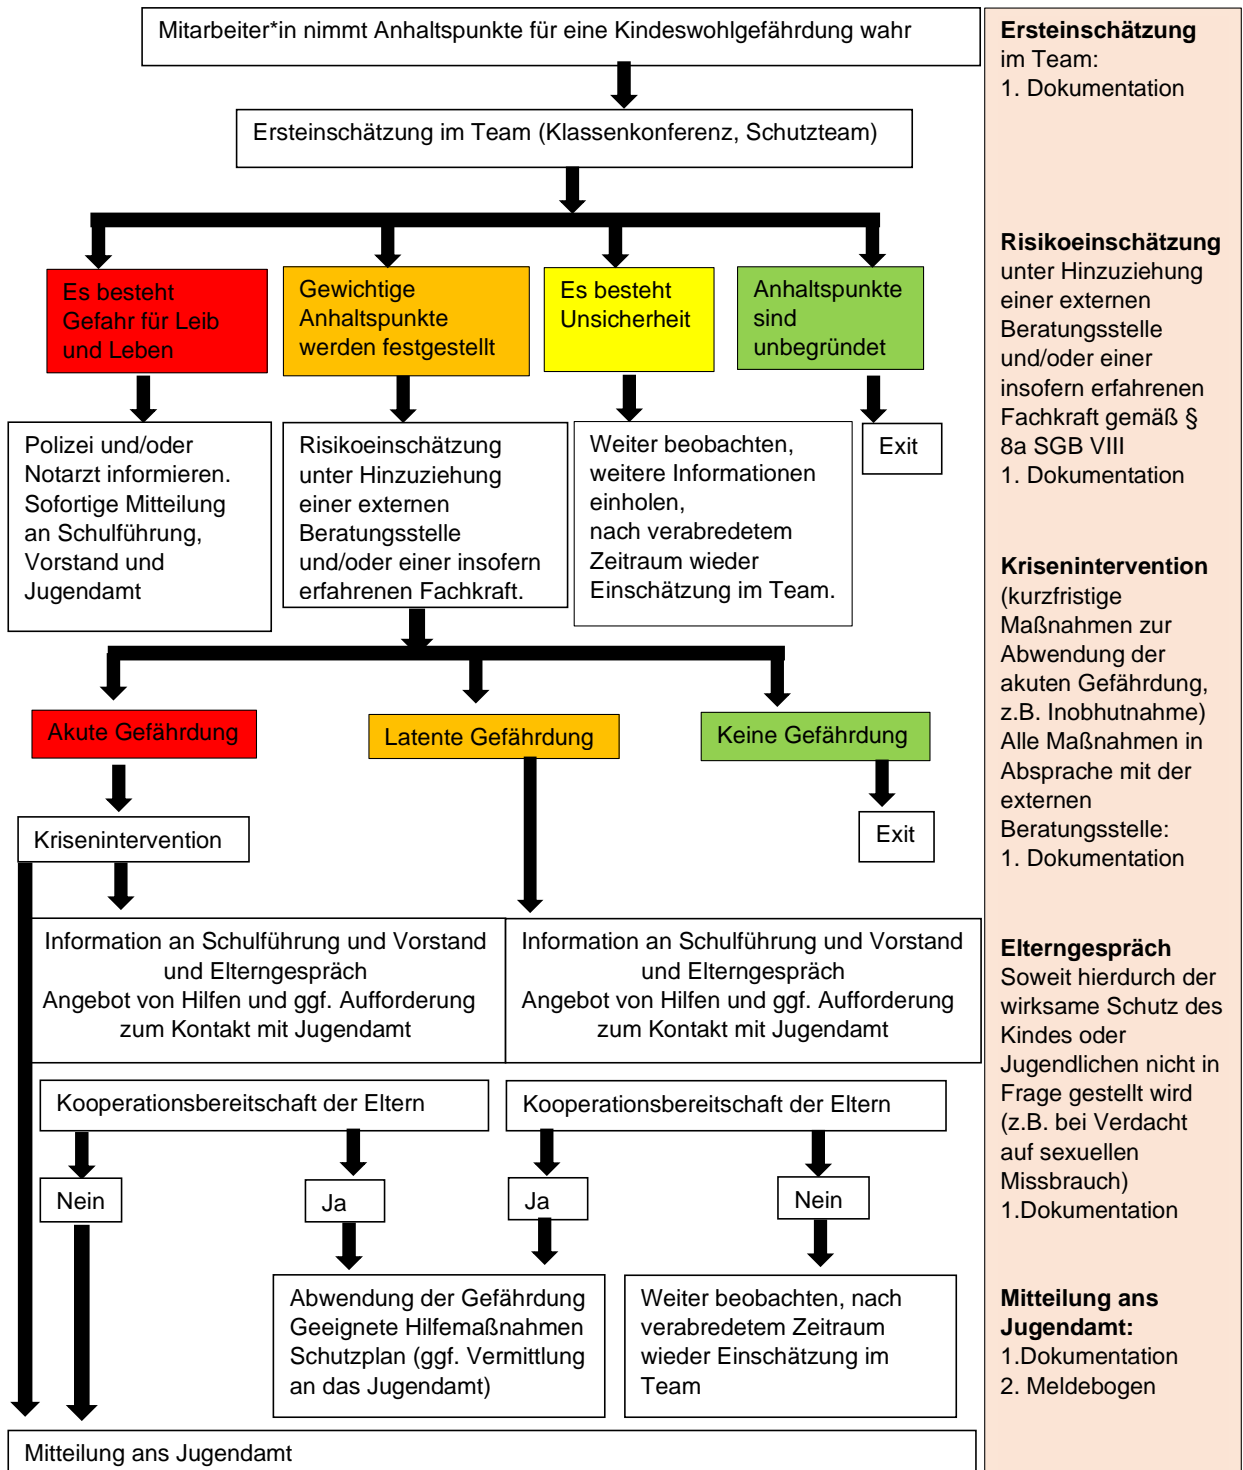 Mitarbeiter*in nimmt Anhaltspunkte für eine Kindeswohlgefährdung wahr
Ersteinschätzung im Team (Klassenkonferenz, Schutzteam)
Es besteht
Gefahr für Leib
und Leben
Gewichtige
Anhaltspunkte
werden festgestellt
Es besteht
Unsicherheit
Anhaltspunkte
sind
unbegründet
Polizei und/oder
Notarzt informieren.
Sofortige Mitteilung
an Schulführung,
Vorstand und
Jugendamt
Risikoeinschätzung
unter Hinzuziehung
einer externen
Beratungsstelle
und/oder einer insofern
erfahrenen Fachkraft.
Weiter beobachten,
weitere Informationen
einholen,
nach verabredetem
Zeitraum wieder
Einschätzung im Team.
Exit
Akute Gefährdung
Latente Gefährdung
Keine Gefährdung
Krisenintervention
Exit
Information an Schulführung und Vorstand
und Elterngespräch
Angebot von Hilfen und ggf. Aufforderung
zum Kontakt mit Jugendamt
Information an Schulführung und Vorstand
und Elterngespräch
Angebot von Hilfen und ggf. Aufforderung
zum Kontakt mit Jugendamt
Kooperationsbereitschaft der Eltern
Kooperationsbereitschaft der Eltern
Nein
Ja
Ja
Nein
Abwendung der Gefährdung
Geeignete Hilfemaßnahmen
Schutzplan (ggf. Vermittlung
an das Jugendamt)
Weiter beobachten, nach
verabredetem Zeitraum
wieder Einschätzung im
Team
Mitteilung ans Jugendamt
Ersteinschätzung
im Team:
1. Dokumentation
Risikoeinschätzung
unter Hinzuziehung
einer externen
Beratungsstelle
und/oder einer
insofern erfahrenen
Fachkraft gemäß §
8a SGB VIII
1. Dokumentation
Krisenintervention
(kurzfristige
Maßnahmen zur
Abwendung der
akuten Gefährdung,
z.B. Inobhutnahme)
Alle Maßnahmen in
Absprache mit der
externen
Beratungsstelle:
1. Dokumentation
Elterngespräch
Soweit hierdurch der
wirksame Schutz des
Kindes oder
Jugendlichen nicht in
Frage gestellt wird
(z.B. bei Verdacht
auf sexuellen
Missbrauch)
1.Dokumentation
Mitteilung ans
Jugendamt:
1.Dokumentation
2. Meldebogen